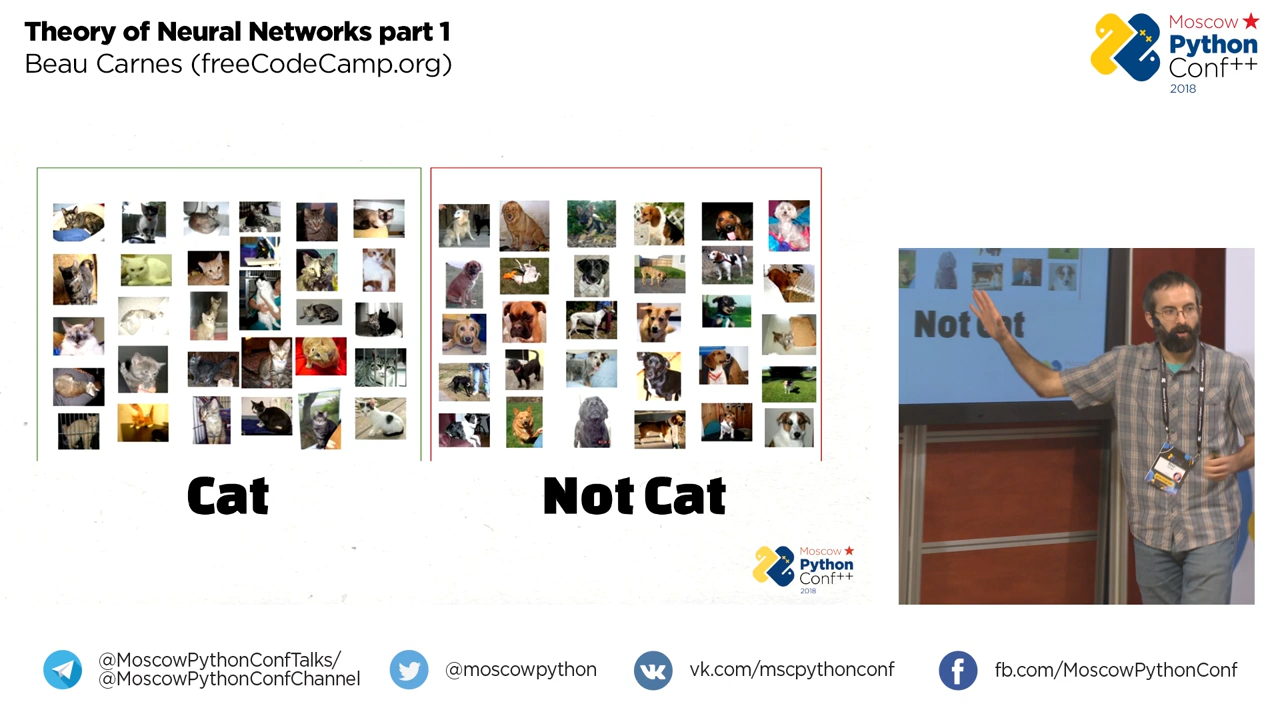 Theory of Neural Networks part 1
Beau Carnes (freeCodeCamp.org)
Moscow
Python
Conf++
2018
Cat
Not Cat
Moscow
Python
Conf++
2018
Not Cat
@MoscowPythonConfTalks/
@MoscowPythonConfChannel
@moscowpython
vk.com/mscpythonconf
fb.com/MoscowPythonConf